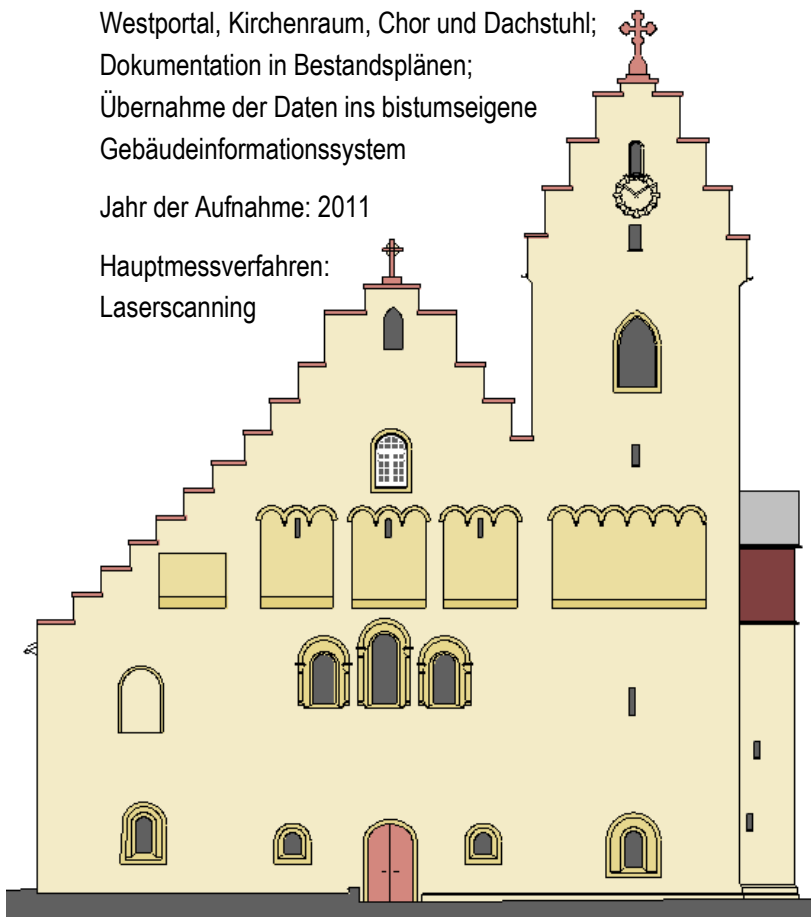 Westportal, Kirchenraum, Chor und Dachstuhl;
Dokumentation in Bestandsplänen;
Übernahme der Daten ins bistumseigene
Gebäudeinformationssystem
Jahr der Aufnahme: 2011
Hauptmessverfahren:
Laserscanning